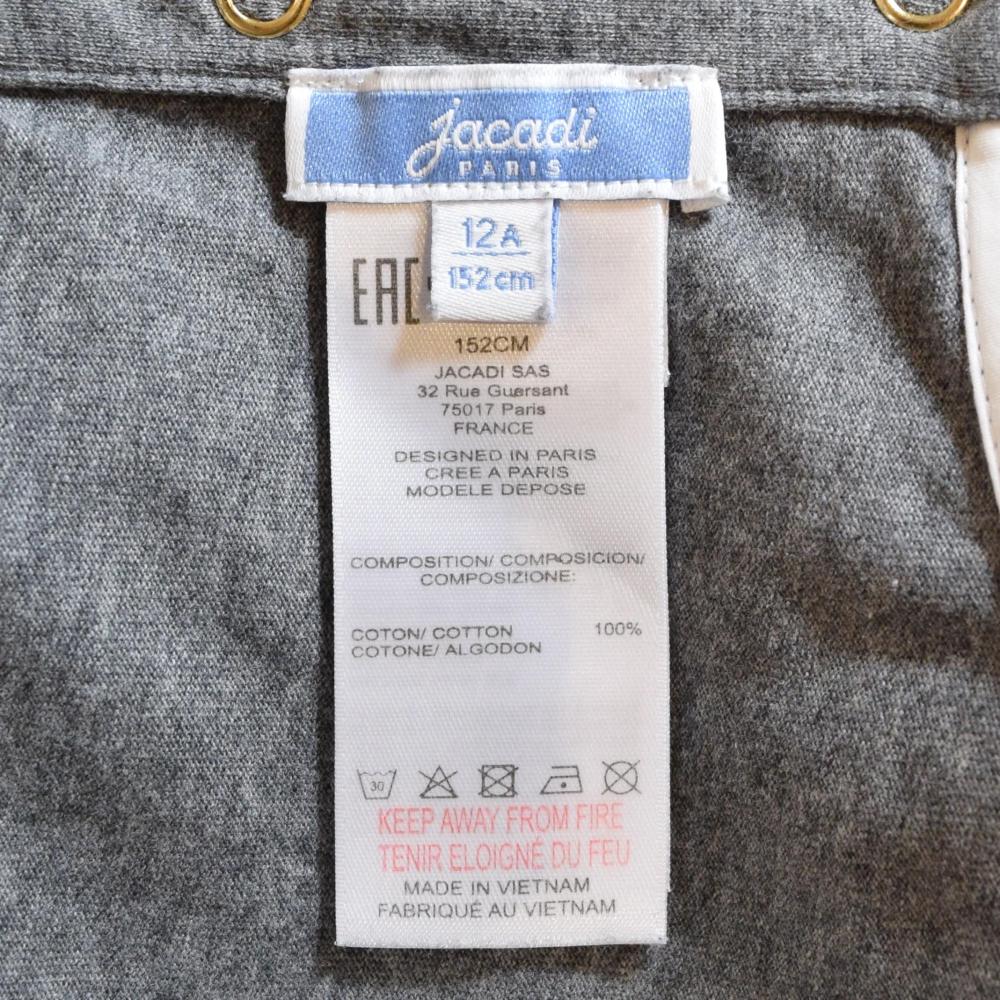 jacadi
PARIS
12A
152cm
EAC
152CM
JACADI SAS
32 Rue Guersant
75017 Paris
FRANCE
DESIGNED IN PARIS
CREE A PARIS
MODELE DEPOSE
COMPOSITION/ COMPOSICION/
COMPOSIZIONE:
COTON/ COTTON 100%
COTONE/ ALGODON
30
KEEP AWAY FROM FIRE
TENIR ELOIGNÉ DU FEU
MADE IN VIETNAM
FABRIQUÉ AU VIETNAM